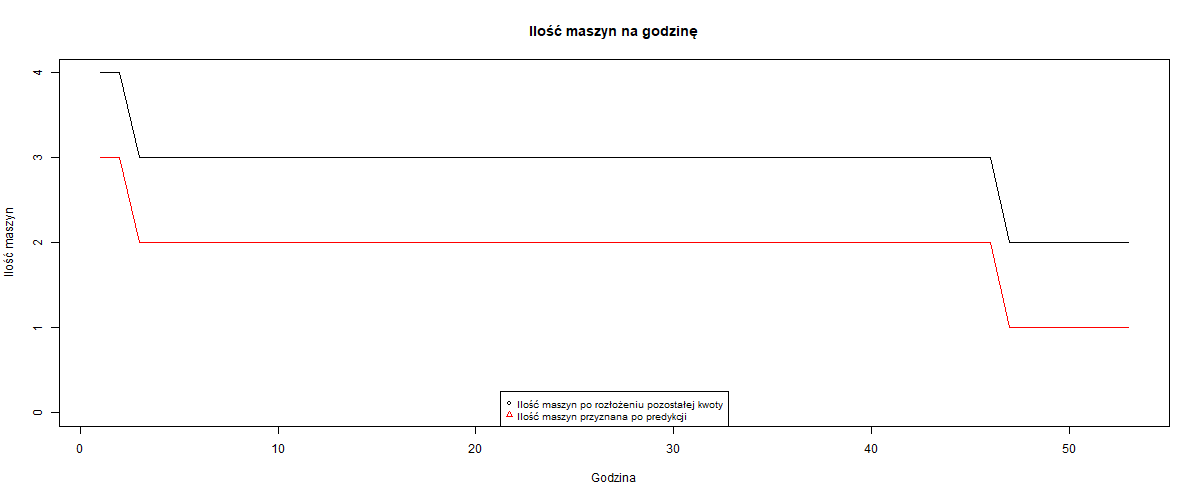 Ilość maszyn na godzinę
Ilość maszyn
4
3
2
1
0
Ilość maszyn po rozłożeniu pozostałej kwoty
Ilość maszyn przyznana po predykcji
0 10 20 30 40 50
Godzina